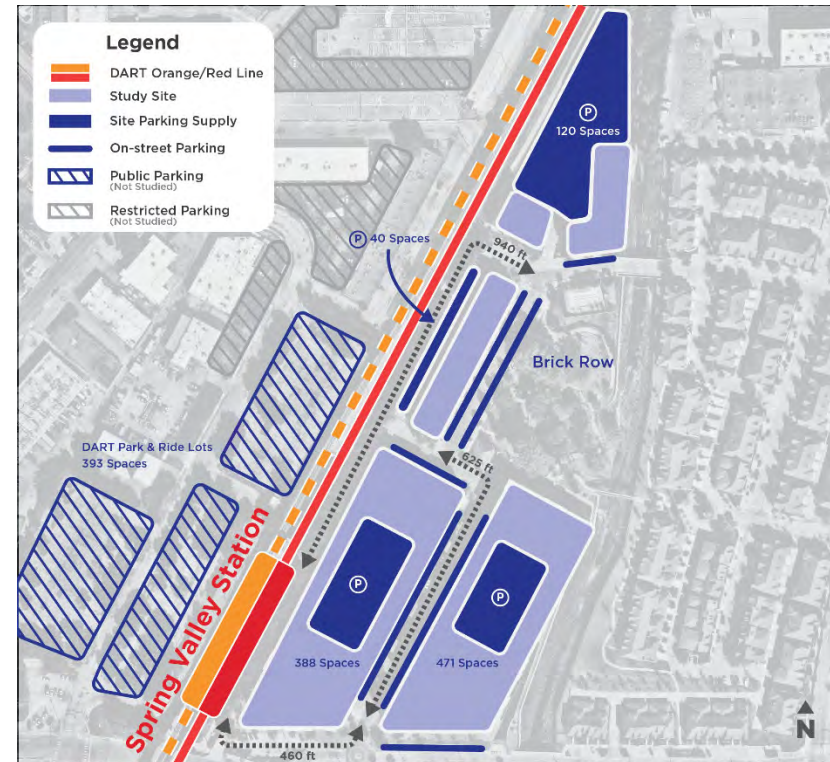 Legend
DART Orange/Red Line
Study Site
Site Parking Supply
On-street Parking
Public Parking
(Not Studied)
Restricted Parking
(Not Studied)
P
120 Spaces
P 40 Spaces
940 ft
Brick Row
DART Park & Ride Lots
393 Spaces
625 ft
Spring Valley Station
P
P
388 Spaces
471 Spaces
460 ft
N